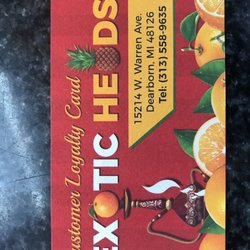 Customer Loyalty Card
EXOTIC HEADS
15214 W. Warren Ave.
Dearborn, MI 48126
Tel: (313) 558-9635